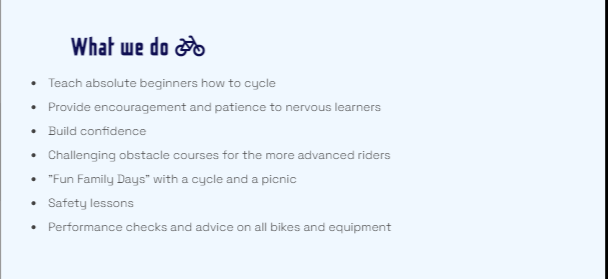 What we do
Teach absolute beginners how to cycle
Provide encouragement and patience to nervous learners
Build confidence
Challenging obstacle courses for the more advanced riders
"Fun Family Days" with a cycle and a picnic
Safety lessons
Performance checks and advice on all bikes and equipment